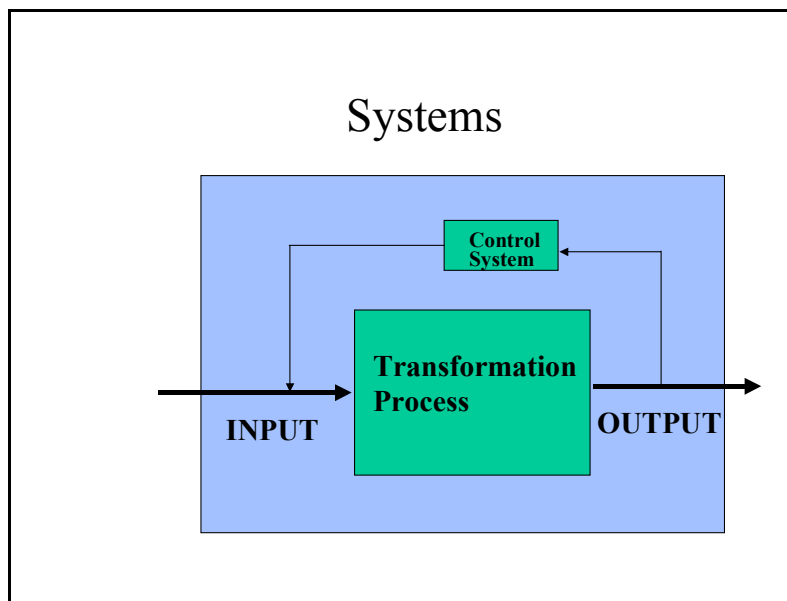 Systems
Control
System
Transformation
Process
INPUT
OUTPUT